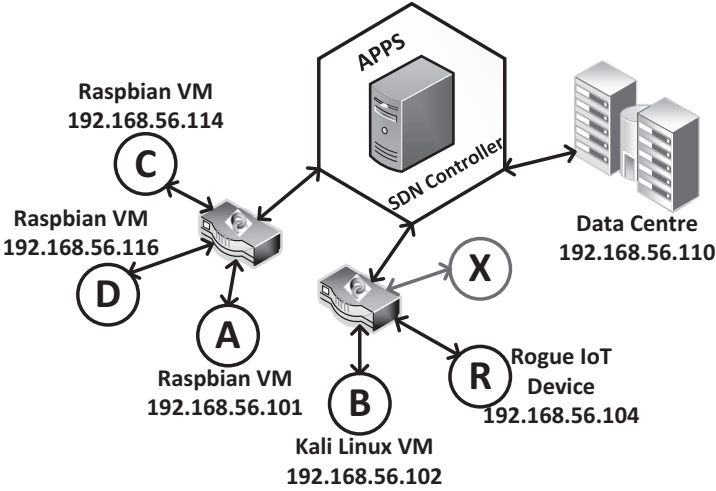 APPS
SDN Controller
Raspbian VM
192.168.56.114
C
Raspbian VM
192.168.56.116
D
A
Raspbian VM
192.168.56.101
Data Centre
192.168.56.110
X
R
Rogue IoT
Device
192.168.56.104
B
Kali Linux VM
192.168.56.102